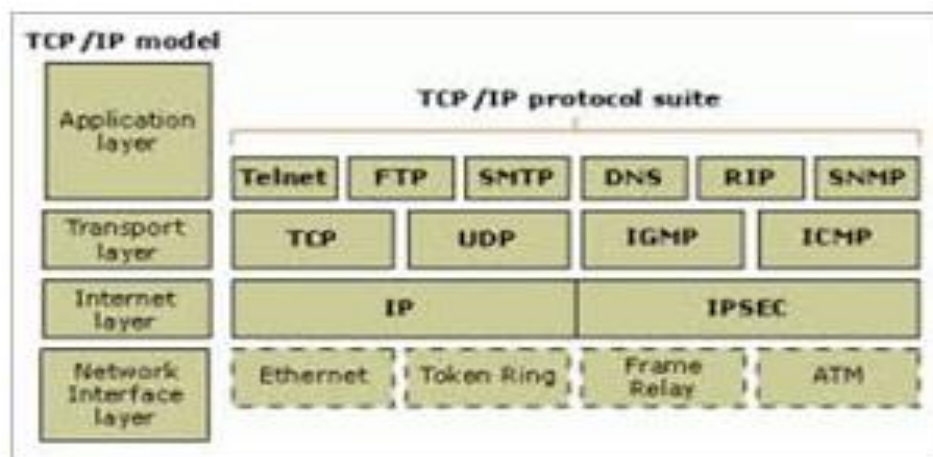 TCP/IP model
TCP/IP protocol suite
Application
layer
Telnet FTP SMTP DNS RIP SNMP
Transport
layer
TCP UDP IGMP ICMP
Internet
layer
IP IPSEC
Network
Interface
layer
Ethernet Token Ring Frame
Relay ATM